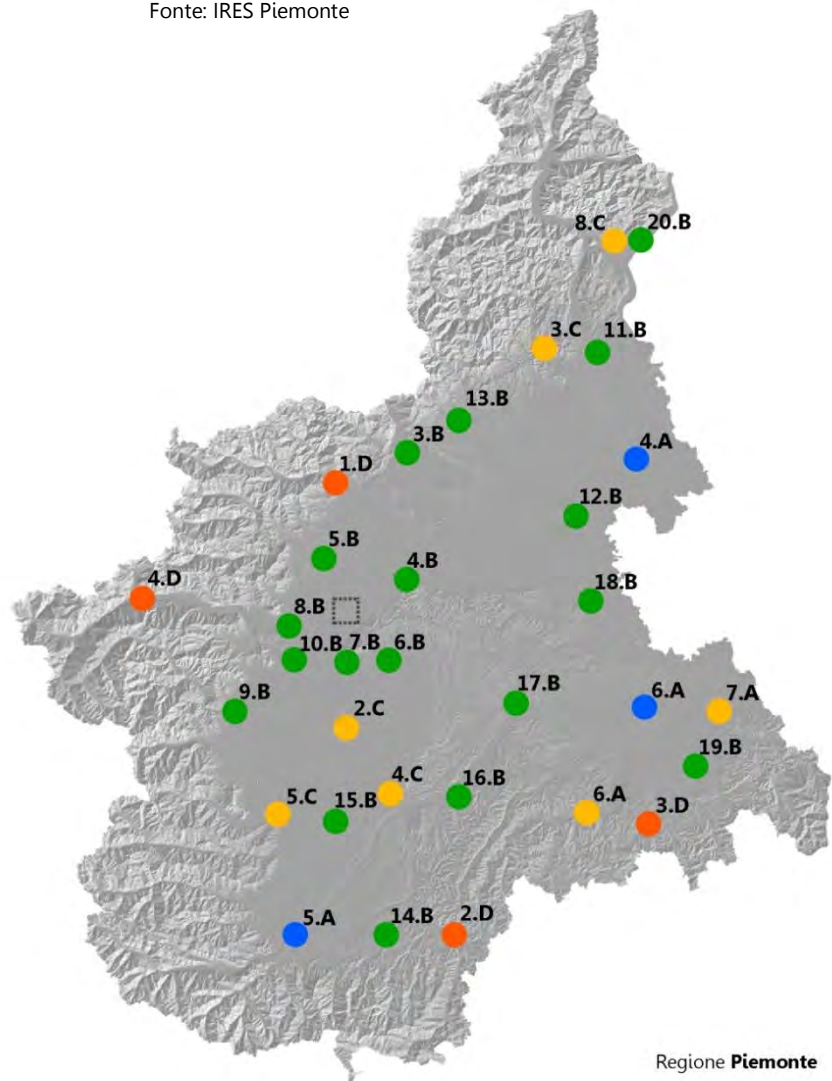 Fonte: IRES Piemonte
8.C
20.B
3.C
11.B
13.B
3.B
4.A
1.D
12.B
5.B
4.B
4.D
18.B
8.B
10.B
7.B
6.B
9.B
17.B
6.A
7.A
2.C
19.B
4.C
16.B
5.C
15.B
6.A
3.D
5.A
14.B
2.D
Regione Piemonte